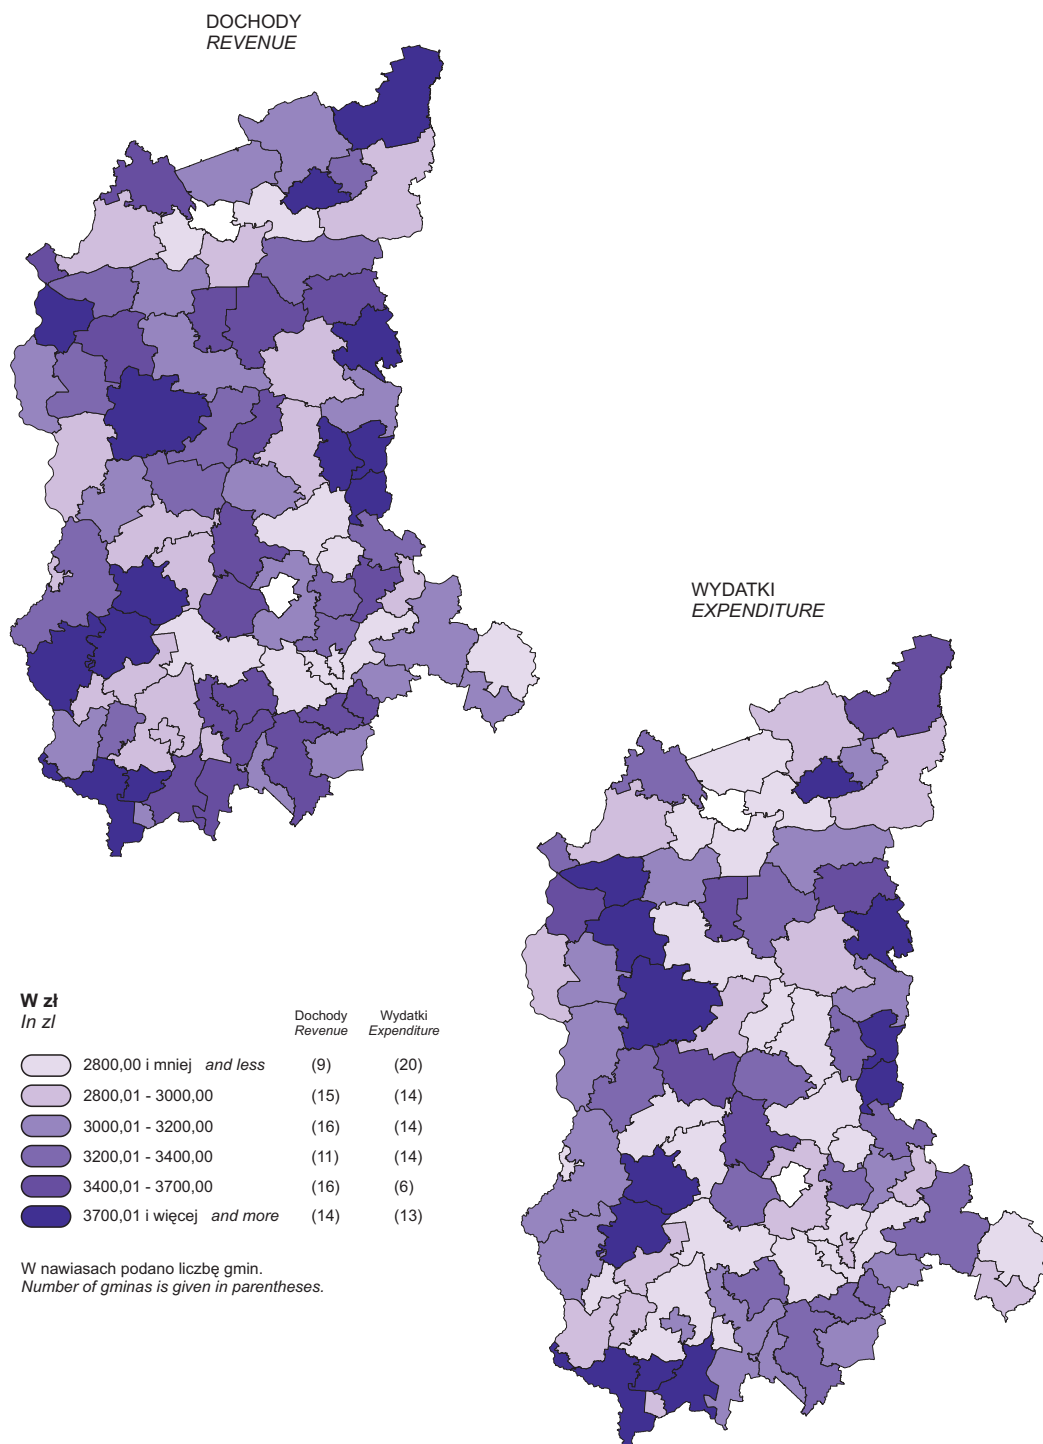 DOCHODY
REVENUE
WYDATKI
EXPENDITURE
W zł
In zl
Dochody Wydatki
Revenue Expenditure
2800,00 i mniej and less (9) (20)
2800,01 - 3000,00 (15) (14)
3000,01 - 3200,00 (16) (14)
3200,01 - 3400,00 (11) (14)
3400,01 - 3700,00 (16) (6)
3700,01 i więcej and more (14) (13)
W nawiasach podano liczbę gmin.
Number of gminas is given in parentheses.